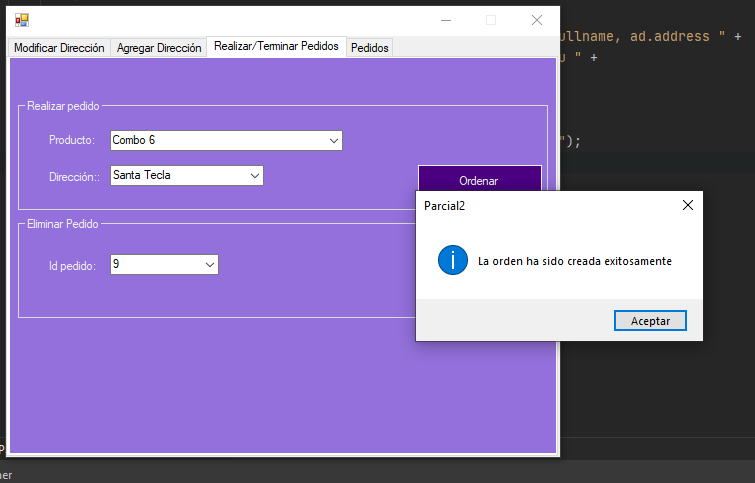 ullname, ad.address " +
u " +
Modificar Dirección Agregar Dirección Realizar/Terminar Pedidos Pedidos
Realizar pedido
Producto: Combo 6
");
Dirección:: Santa Tecla
Ordenar
Parcial2
Eliminar Pedido
Id pedido: 9
La orden ha sido creada exitosamente
Aceptar
P
ner